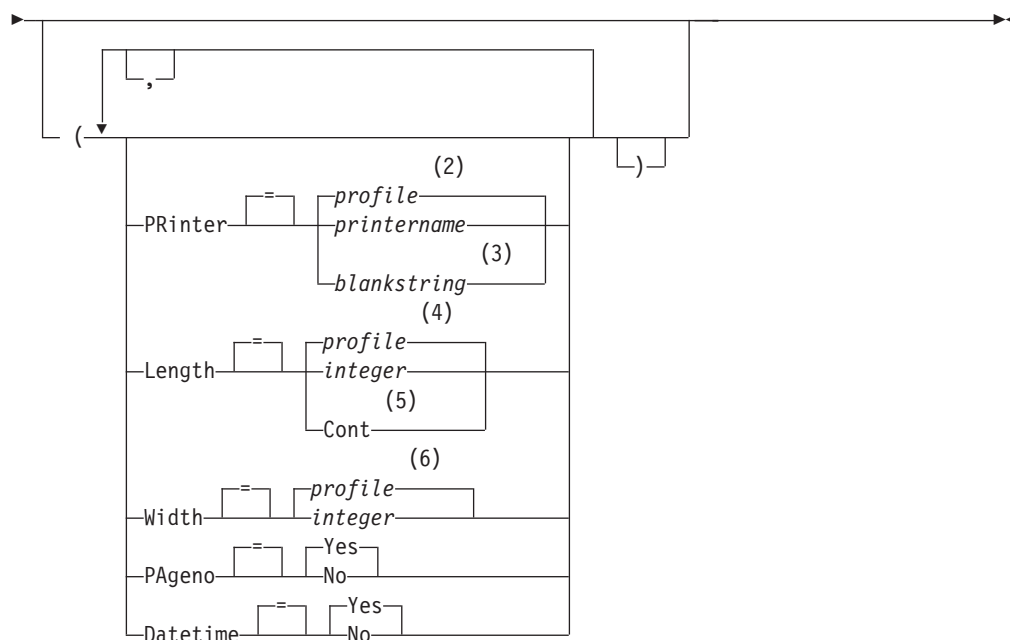 ,
(
)
(2)
=
profile
PRinter
printername
(3)
blankstring
(4)
=
profile
Length
integer
(5)
Cont
(6)
=
profile
Width
integer
=
Yes
PAgeno
No
=
Yes
Datetime
No